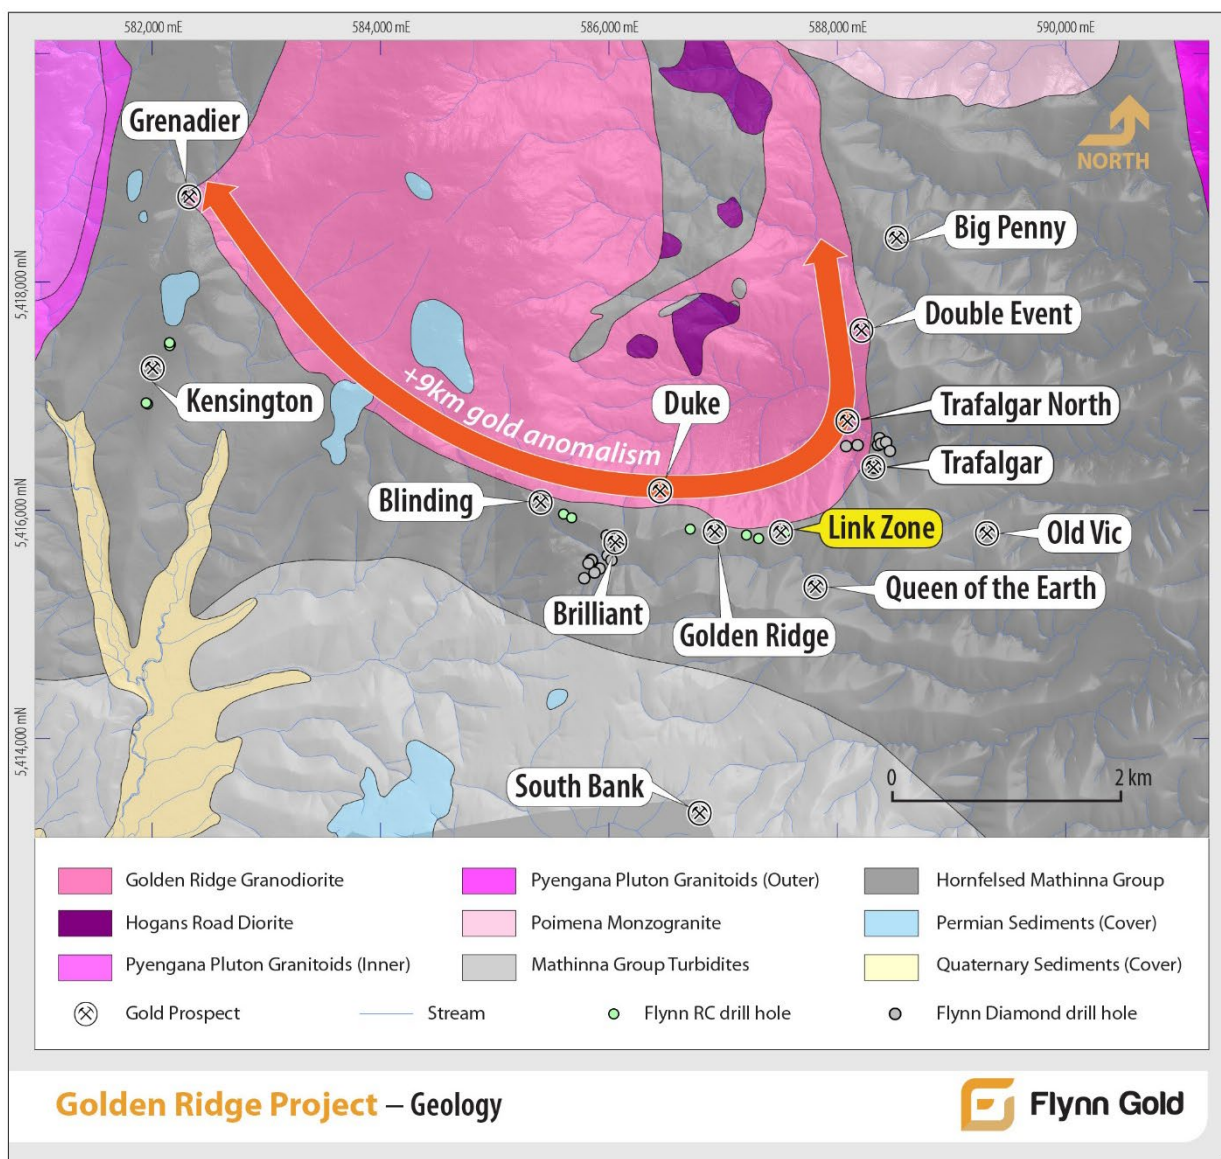 582,000 mE
584,000 mE
586,000 mE
588,000 mE
590,000 mE
Grenadier
NORTH
Big Penny
5,418,000 mN
Double Event
Kensington
+9km gold anomalism
Duke
Trafalgar North
Trafalgar
Blinding
5,416,000 mN
Link Zone
Old Vic
Brilliant
Golden Ridge
Queen of the Earth
5,414,000 mN
South Bank
0
2 km
Golden Ridge Granodiorite
Pyengana Pluton Granitoids (Outer)
Hornfelsed Mathinna Group
Hogans Road Diorite
Poimena Monzogranite
Permian Sediments (Cover)
Pyengana Pluton Granitoids (Inner)
Mathinna Group Turbidites
Quaternary Sediments (Cover)
Gold Prospect
Stream
Flynn RC drill hole
Flynn Diamond drill hole
Golden Ridge Project – Geology
Flynn Gold